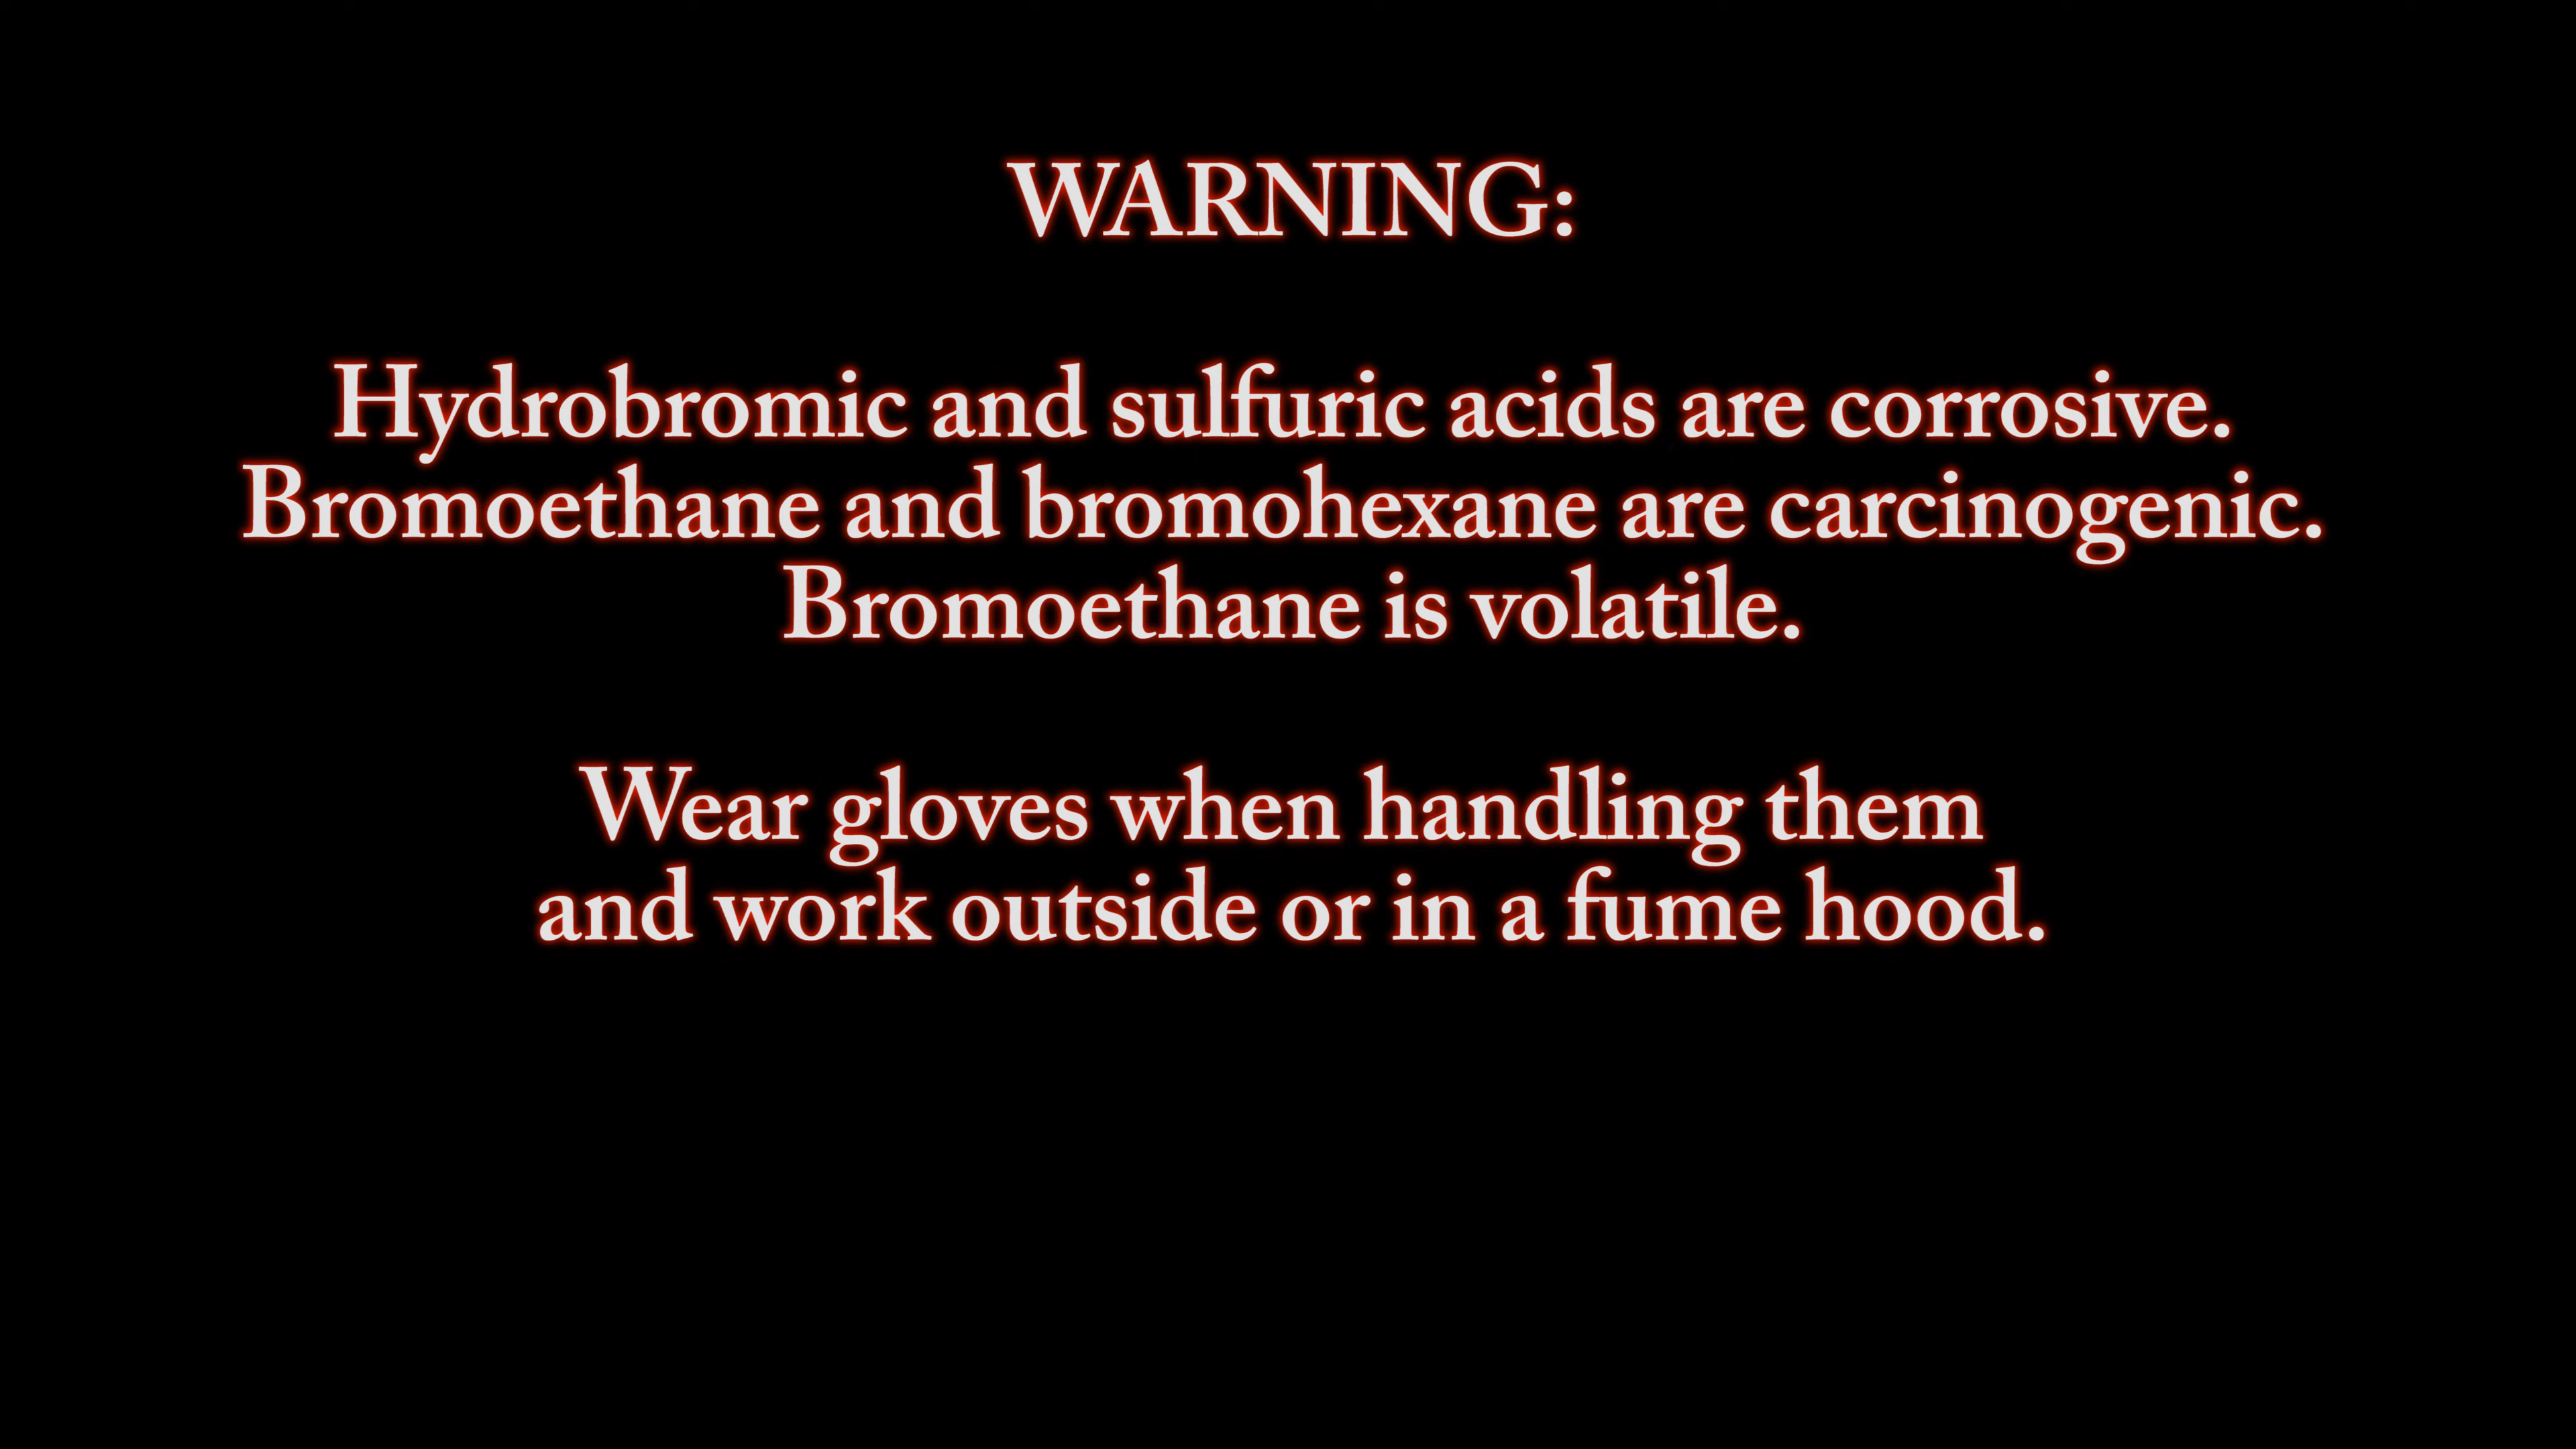 WARNING:
Hydrobromic and sulfuric acids are corrosive.
Bromoethane and bromohexane are carcinogenic.
Bromoethane is volatile.
Wear gloves when handling them
and work outside or in a fume hood.